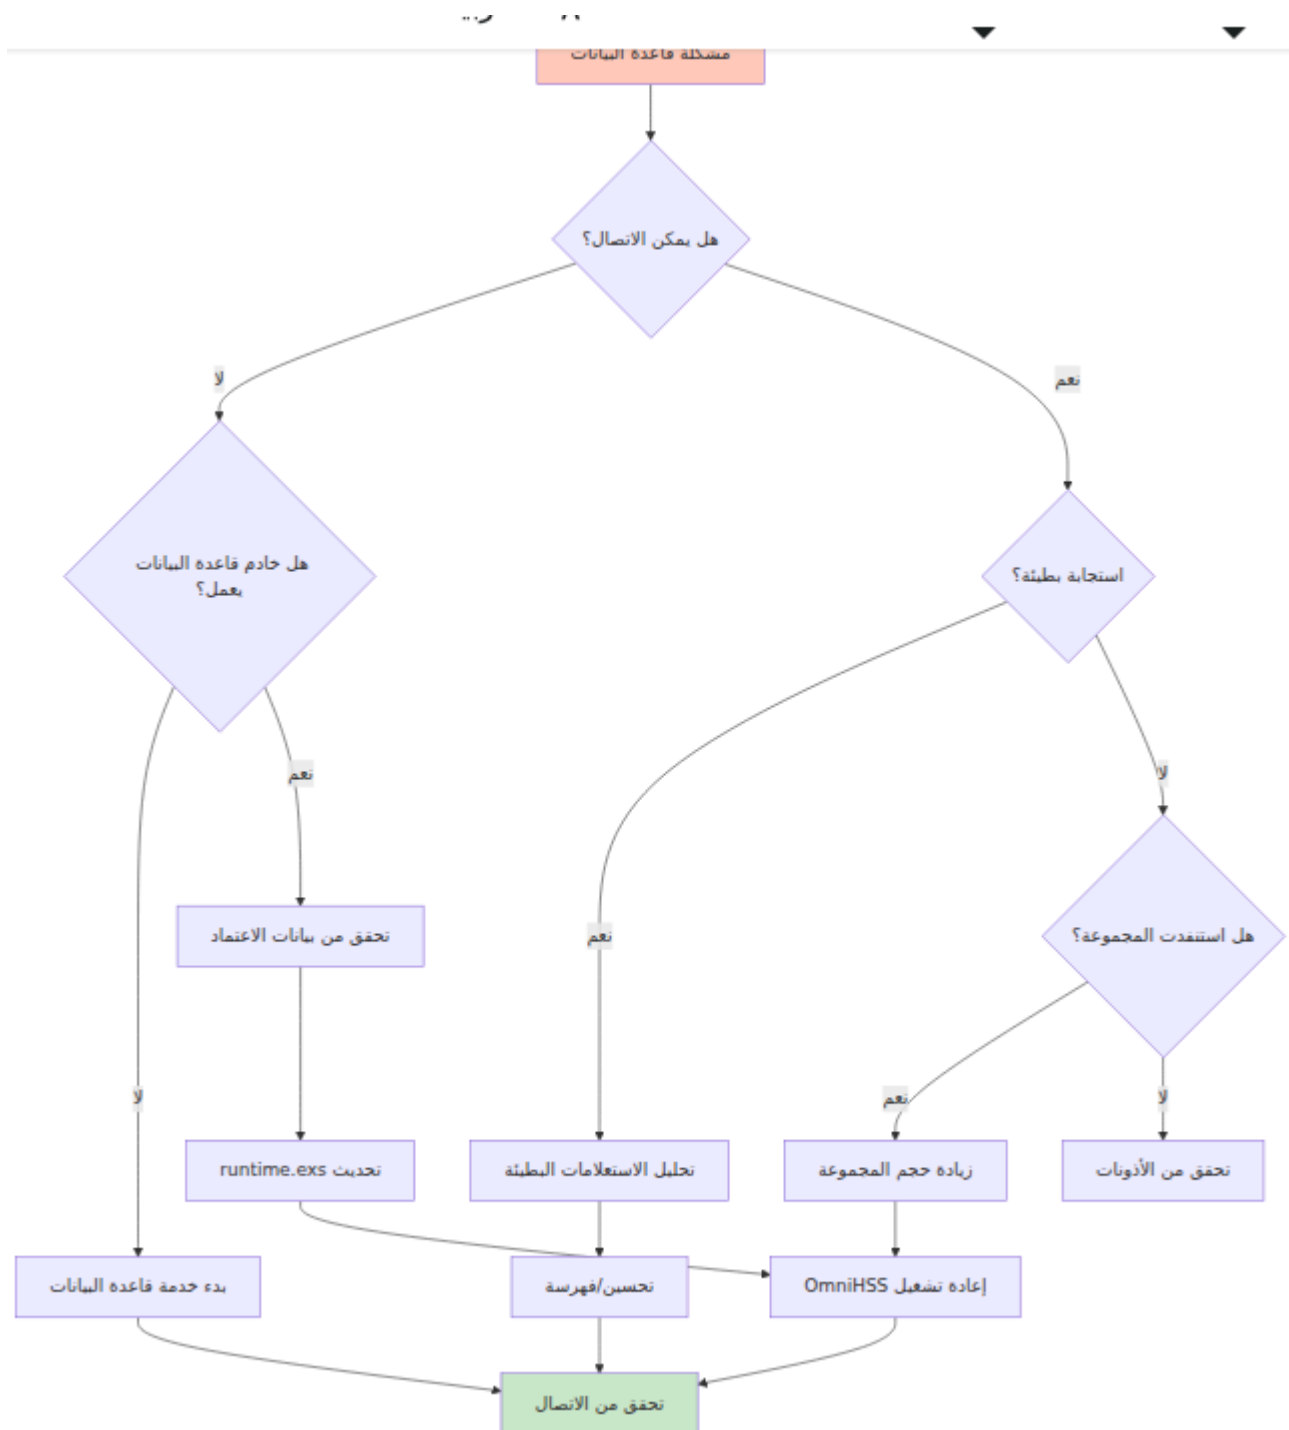 مشكلة قاعدة البيانات
هل يمكن الاتصال؟
لا
نعم
هل خادم قاعدة البيانات
يعمل؟
استجابة بطيئة؟
نعم
لا
تحقق من بيانات الاعتماد
نعم
هل استنفدت المجموعة؟
لا
نعم
لا
تحديث runtime.exs
تحليل الاستعلامات البطيئة
زيادة حجم المجموعة
تحقق من الأذونات
بدء خدمة قاعدة البيانات
تحسين/فهرسة
إعادة تشغيل OmniHSS
تحقق من الاتصال